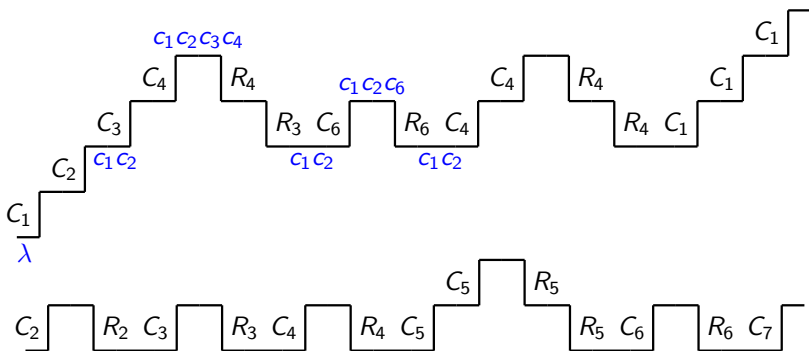 c₁c₂c₃c₄
C₁
C₄ R₄ c₁c₂c₆ C₄ R₄ C₁
C₃ R₃ C₆ R₆ C₄ R₄ C₁
c₁c₂ c₁c₂ c₁c₂
C₂
C₁
λ
C₅ R₅
C₂ R₂ C₃ R₃ C₄ R₄ C₅ R₅ C₆ R₆ C₇